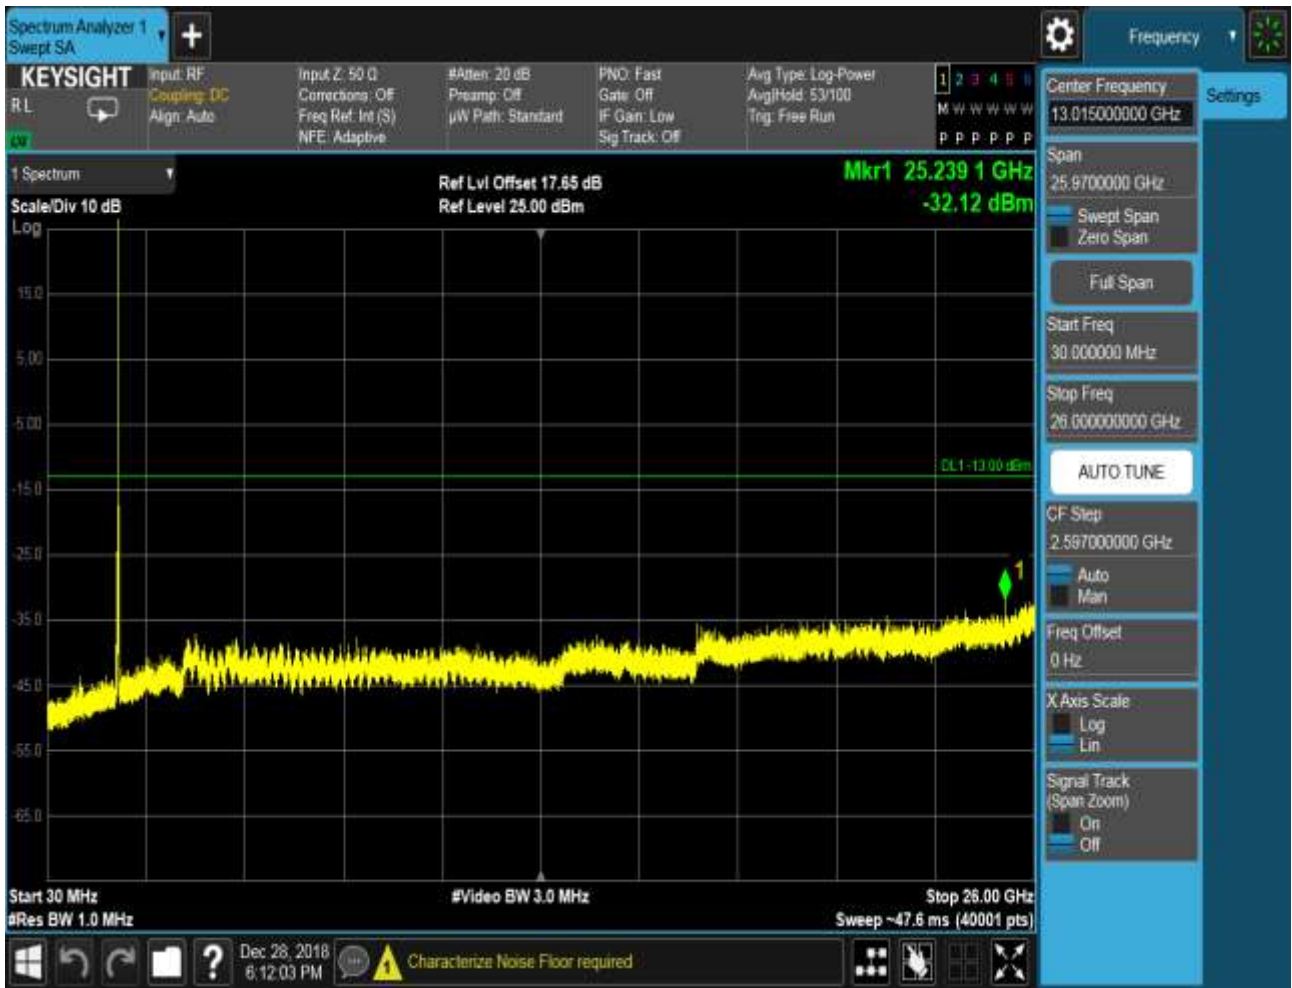 Spectrum Analyzer 1
Swept SA
Frequency
KEYSIGHT
RL
Input: RF
Coupling: DC
Align: Auto
Input Z: 50 Ω
Corrections: Off
Freq Ref: Int (S)
NFE: Adaptive
#Atten: 20 dB
Preamp: Off
µW Path: Standard
PNO: Fast
Gate: Off
IF Gain: Low
Sig Track: Off
Avg Type: Log-Power
Avg|Hold: 53/100
Trig: Free Run
1 2 3 4 5 6
M W W W W W
P P P P P P
1 Spectrum
Scale/Div 10 dB
Log
Ref Lvl Offset 17.65 dB
Ref Level 25.00 dBm
Mkr1 25.239 1 GHz
-32.12 dBm
15.0
5.00
-5.00
-15.0
-25.0
-35.0
-45.0
-55.0
-65.0
DL1 -13.00 dBm
1
Start 30 MHz
#Res BW 1.0 MHz
#Video BW 3.0 MHz
Stop 26.00 GHz
Sweep ~47.6 ms (40001 pts)
Center Frequency
13.015000000 GHz
Settings
Span
25.9700000 GHz
Swept Span
Zero Span
Full Span
Start Freq
30.000000 MHz
Stop Freq
26.000000000 GHz
AUTO TUNE
CF Step
2.597000000 GHz
Auto
Man
Freq Offset
0 Hz
X Axis Scale
Log
Lin
Signal Track
(Span Zoom)
On
Off
?
Dec 28, 2018
6:12:03 PM
1
Characterize Noise Floor required